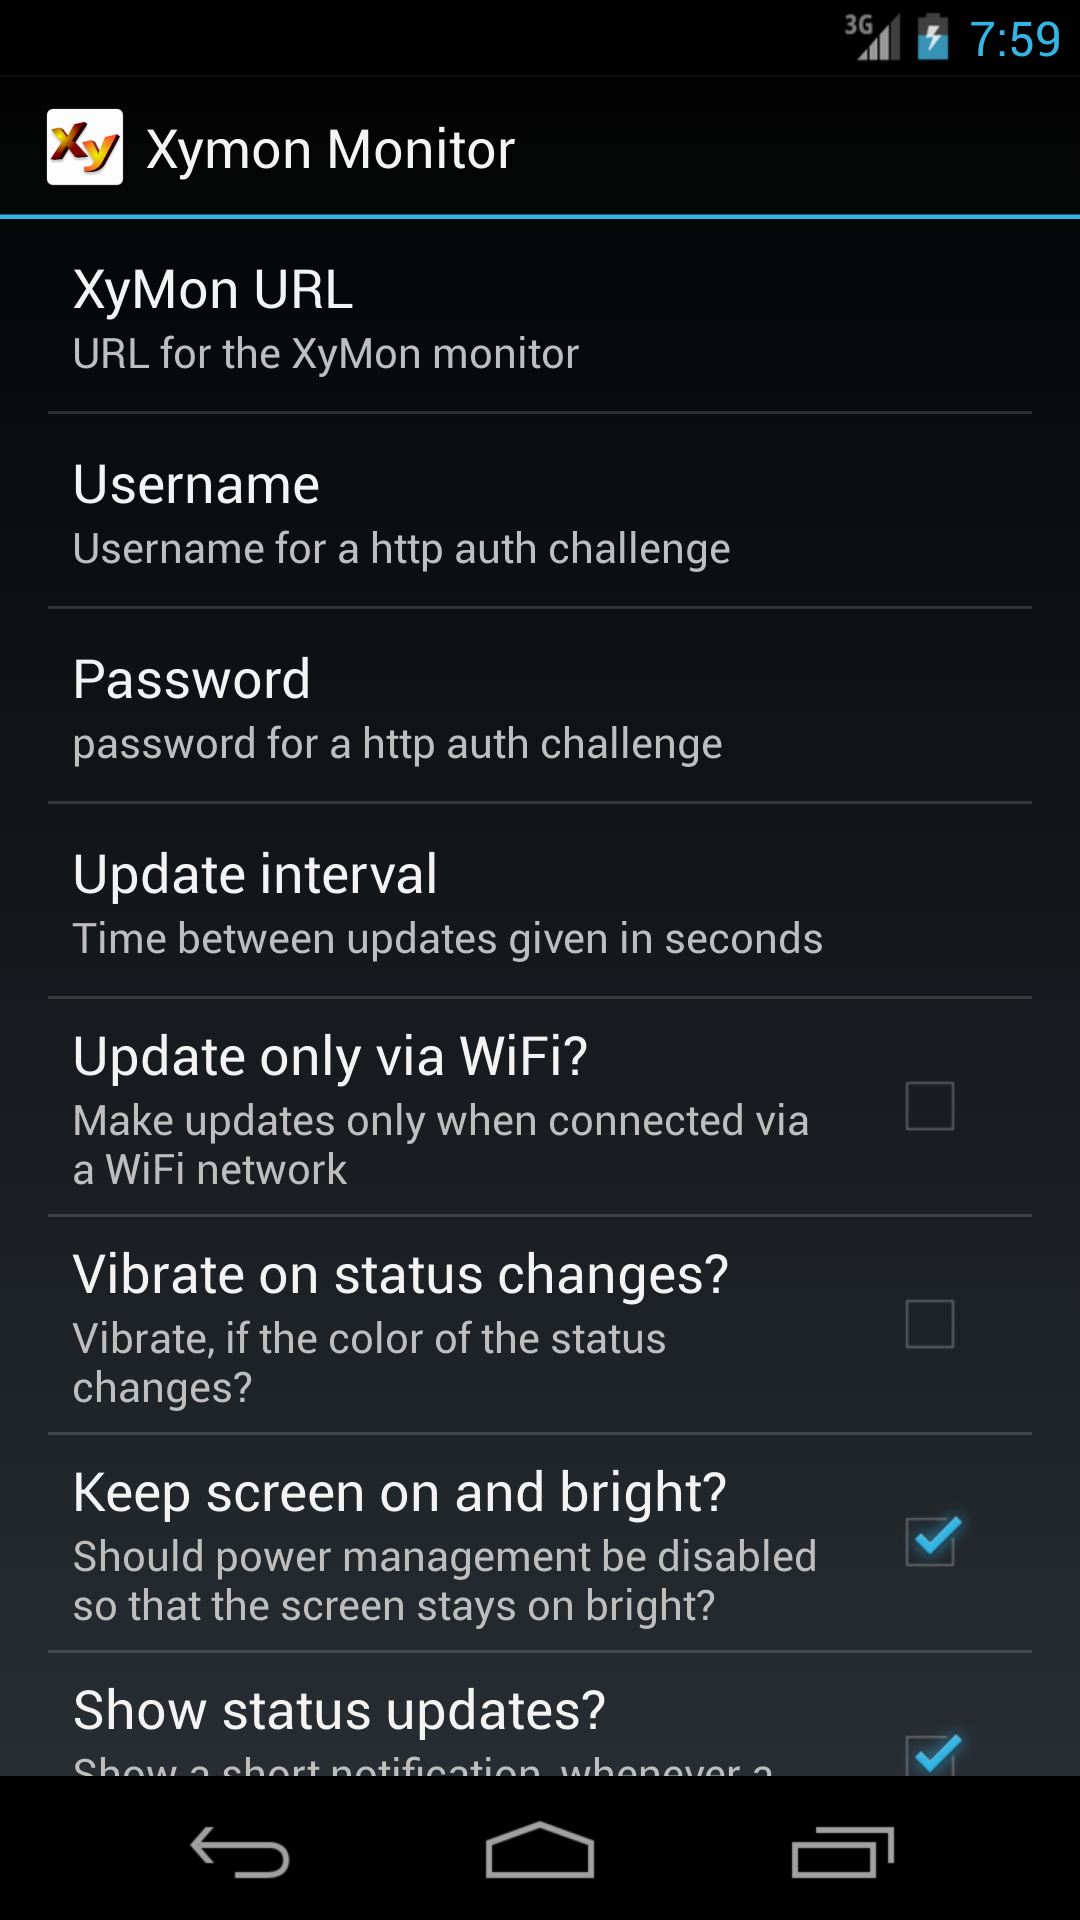 3G 7:59
Xy Xymon Monitor
XyMon URL
URL for the XyMon monitor
Username
Username for a http auth challenge
Password
password for a http auth challenge
Update interval
Time between updates given in seconds
Update only via WiFi?
Make updates only when connected via
a WiFi network
Vibrate on status changes?
Vibrate, if the color of the status
changes?
Keep screen on and bright?
Should power management be disabled
so that the screen stays on bright?
Show status updates?
Show a short notification, whenever a